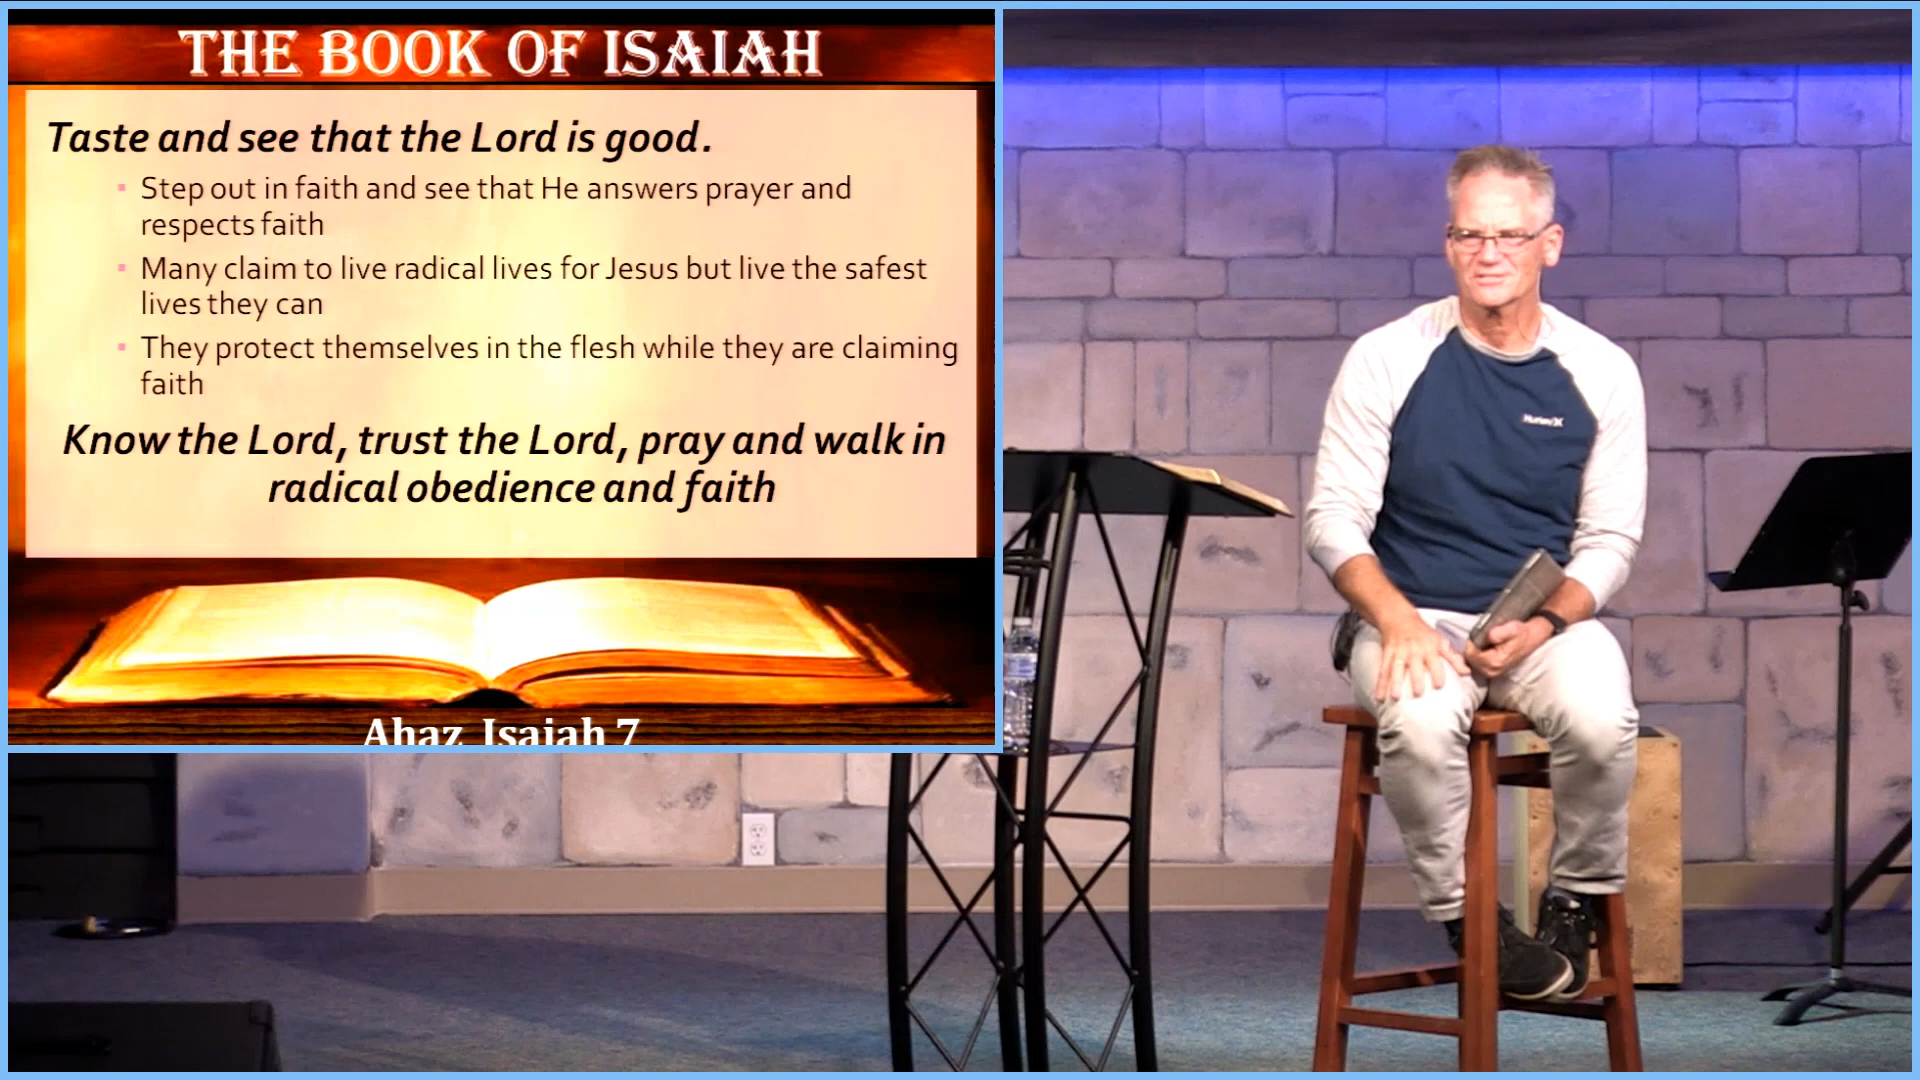 THE BOOK OF ISAIAH
Taste and see that the Lord is good.
▪ Step out in faith and see that He answers prayer and
respects faith
▪ Many claim to live radical lives for Jesus but live the safest
lives they can
▪ They protect themselves in the flesh while they are claiming
faith
Know the Lord, trust the Lord, pray and walk in
radical obedience and faith
Ahaz Isaiah 7
Hurley